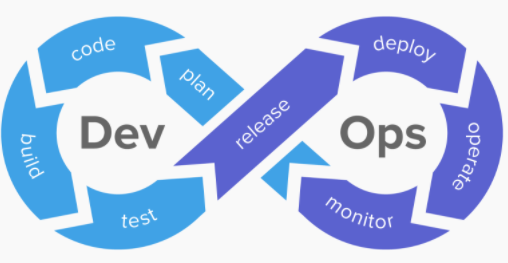 Dev
plan
code
build
test
release
Ops
deploy
operate
monitor